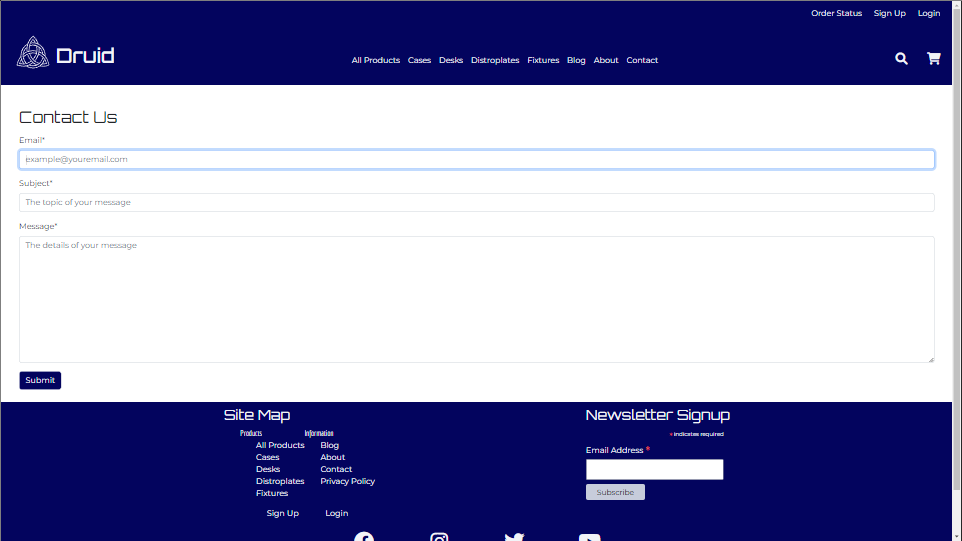 Order Status Sign Up Login
Druid
All Products Cases Desks Distroplates Fixtures Blog About Contact
Contact Us
Email*
example@youremail.com
Subject*
The topic of your message
Message*
The details of your message
Submit
Site Map
Products
All Products
Cases
Desks
Distroplates
Fixtures
Information
Blog
About
Contact
Privacy Policy
Sign Up Login
Newsletter Signup
* indicates required
Email Address *
Subscribe